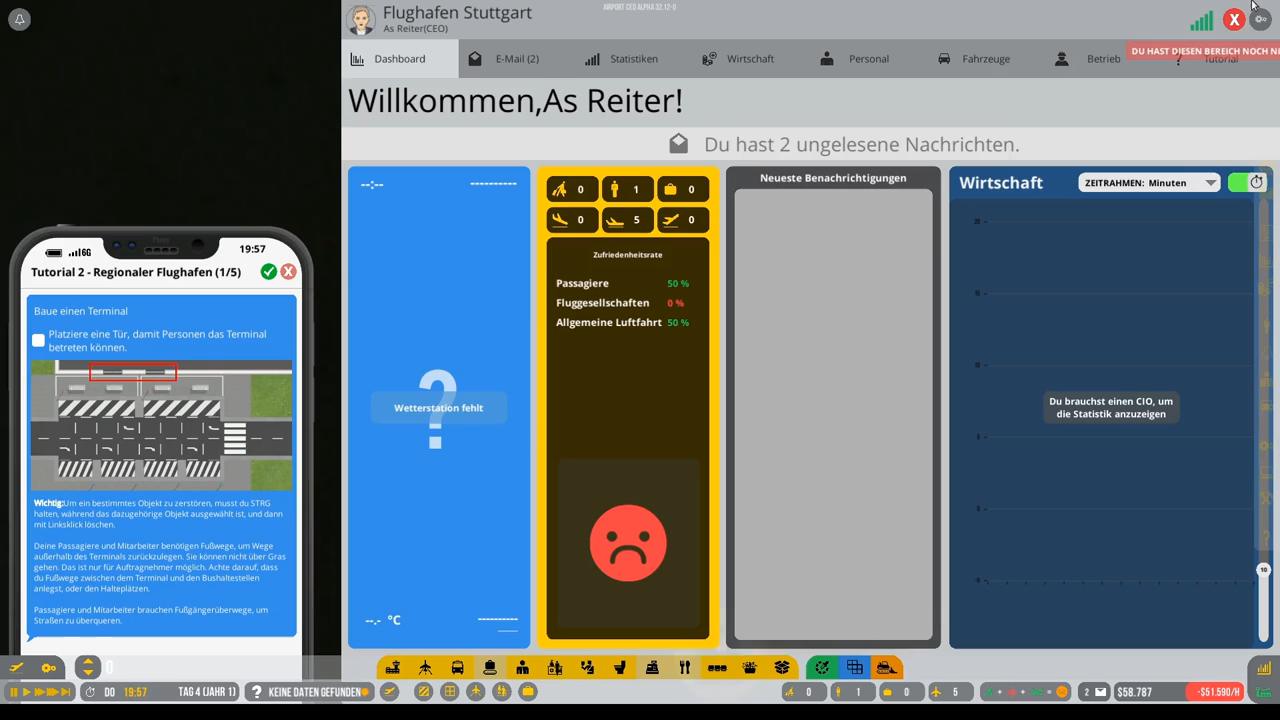 AIRPORT CEO ALPHA 32.12-0
Flughafen Stuttgart
As Reiter(CEO)
X
DU HAST DIESEN BEREICH NOCH NI
Dashboard
E-Mail (2)
Statistiken
Wirtschaft
Personal
Fahrzeuge
Betrieb
Tutorial
Willkommen,As Reiter!
Du hast 2 ungelesene Nachrichten.
--:--
----------
Wetterstation fehlt
--.- °C
0
1
0
0
5
0
Zufriedenheitsrate
Passagiere 50 %
Fluggesellschaften 0 %
Allgemeine Luftfahrt 50 %
Neueste Benachrichtigungen
Wirtschaft
ZEITRAHMEN: Minuten
Du brauchst einen CIO, um
die Statistik anzuzeigen
10
6G
19:57
Tutorial 2 - Regionaler Flughafen (1/5)
Baue einen Terminal
Platziere eine Tür, damit Personen das Terminal
betreten können.
Wichtig:Um ein bestimmtes Objekt zu zerstören, musst du STRG
halten, während das dazugehörige Objekt ausgewählt ist, und dann
mit Linksklick löschen.
Deine Passagiere und Mitarbeiter benötigen Fußwege, um Wege
außerhalb des Terminals zurückzulegen. Sie können nicht über Gras
gehen. Das ist nur für Auftragnehmer möglich. Achte darauf, dass
du Fußwege zwischen dem Terminal und den Bushaltestellen
anlegst, oder den Halteplätzen.
Passagiere und Mitarbeiter brauchen Fußgängerüberwege, um
Straßen zu überqueren.
0
DO 19:57
TAG 4 (JAHR 1)
? KEINE DATEN GEFUNDEN
0
1
0
5
2
$58.787
-$51.590/H